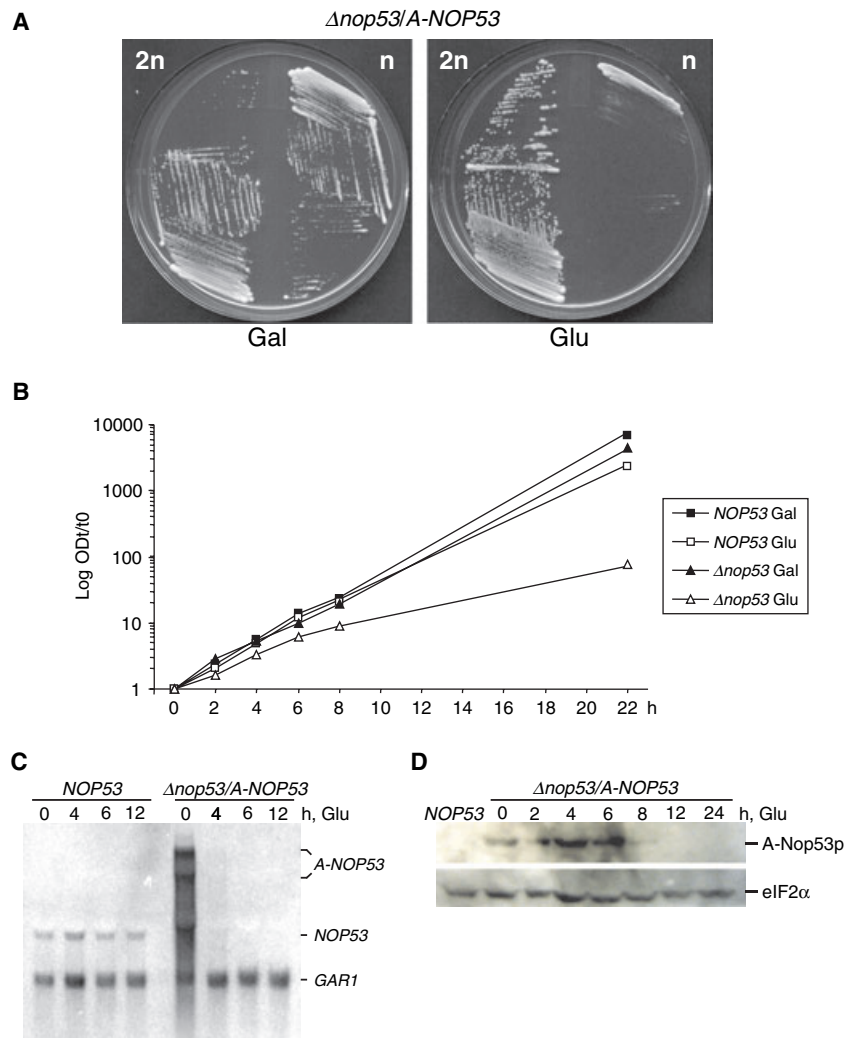 A
Δnop53/A-NOP53
2n n
2n n
Gal Glu
B
10000
1000
100
10
1
Log ODt/t0
0 2 4 6 8 10 12 14 16 18 20 22 h
NOP53 Gal
NOP53 Glu
Δnop53 Gal
Δnop53 Glu
C
NOP53 Δnop53/A-NOP53
0 4 6 12 0 4 6 12 h, Glu
A-NOP53
NOP53
GAR1
D
Δnop53/A-NOP53
NOP53 0 2 4 6 8 12 24 h, Glu
A-Nop53p
eIF2α